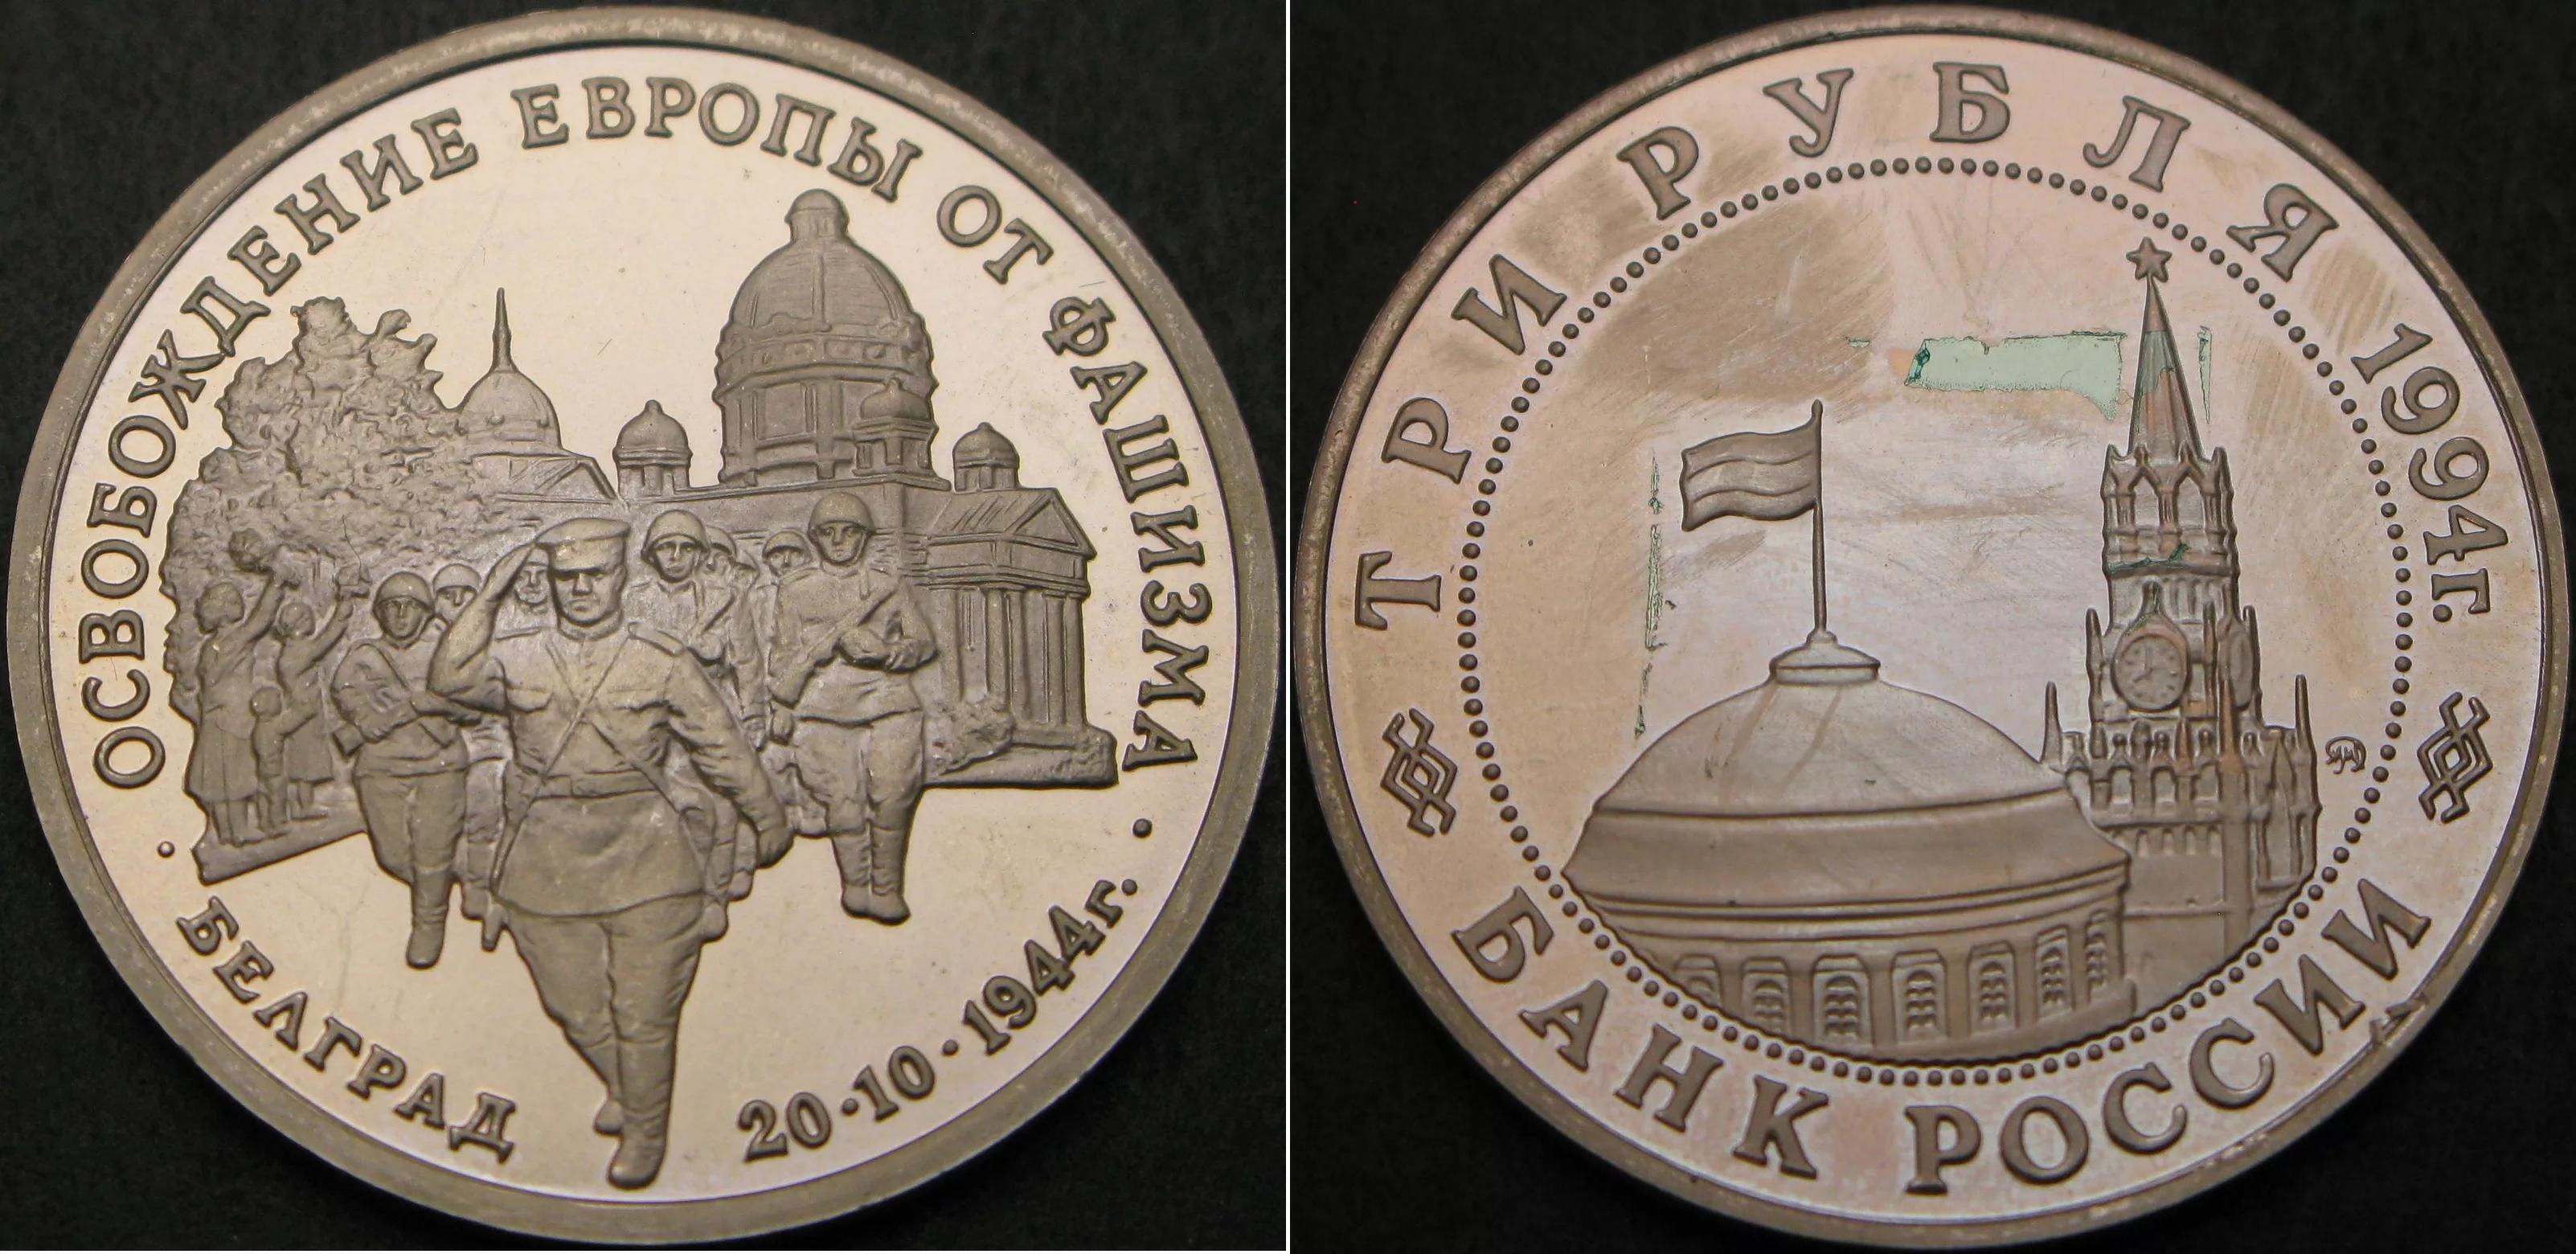 ОСВОБОЖДЕНИЕ ЕВРОПЫ ОТ ФАШИЗМА
· БЕЛГРАД 20·10·1944г. ·
ТРИ РУБЛЯ 1994г.
БАНК РОССИИ